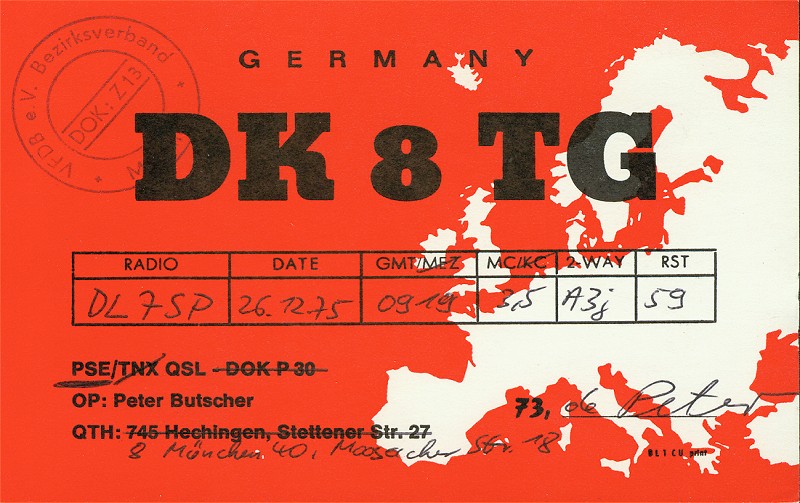 VFDB e.V. Bezirksverband
DOK: Z13
GERMANY
DK 8 TG
RADIO DATE GMT/MEZ MC/KC 2-WAY RST
DL7SP 26.12.75 0919 3,5 A3j 59
PSE/TNX QSL - DOK P 30
OP: Peter Butscher
73, de Peter
QTH: 745 Hechingen, Stettener Str. 27
8 München 40, Moosacher Str. 18
print